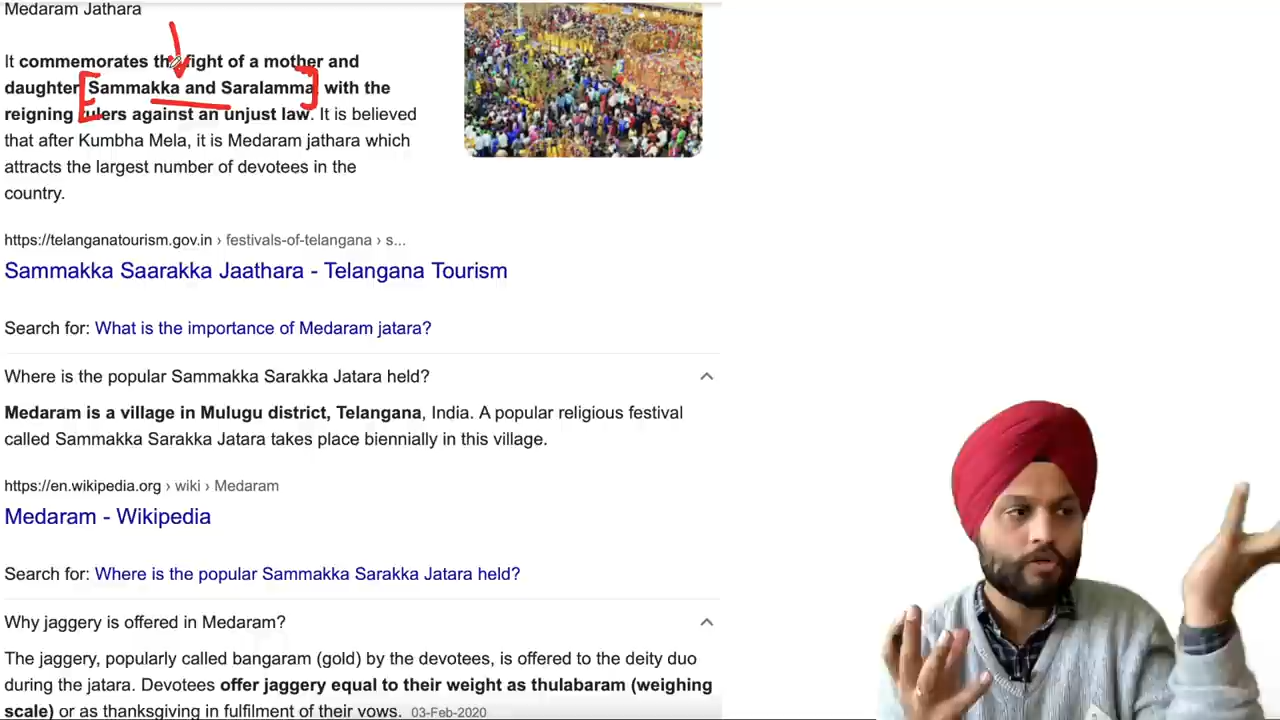 Medaram Jathara
It commemorates the fight of a mother and
daughter Sammakka and Saralamma with the
reigning rulers against an unjust law. It is believed
that after Kumbha Mela, it is Medaram jathara which
attracts the largest number of devotees in the
country.
https://telanganatourism.gov.in › festivals-of-telangana › s...
Sammakka Saarakka Jaathara - Telangana Tourism
Search for: What is the importance of Medaram jatara?
Where is the popular Sammakka Sarakka Jatara held?
Medaram is a village in Mulugu district, Telangana, India. A popular religious festival
called Sammakka Sarakka Jatara takes place biennially in this village.
https://en.wikipedia.org › wiki › Medaram
Medaram - Wikipedia
Search for: Where is the popular Sammakka Sarakka Jatara held?
Why jaggery is offered in Medaram?
The jaggery, popularly called bangaram (gold) by the devotees, is offered to the deity duo
during the jatara. Devotees offer jaggery equal to their weight as thulabaram (weighing
scale) or as thanksgiving in fulfilment of their vows. 03-Feb-2020